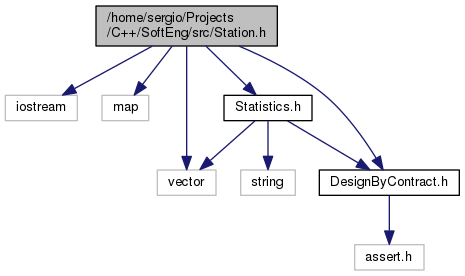 /home/sergio/Projects
/C++/SoftEng/src/Station.h
iostream
map
Statistics.h
vector
string
DesignByContract.h
assert.h